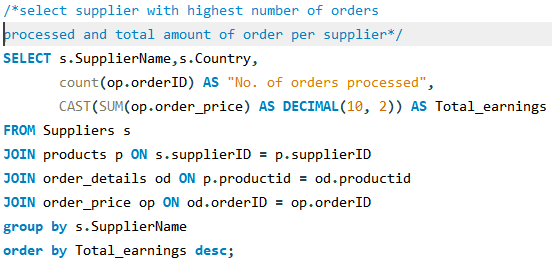 /*select supplier with highest number of orders
processed and total amount of order per supplier*/
SELECT s.SupplierName,s.Country,
count(op.orderID) AS "No. of orders processed",
CAST(SUM(op.order_price) AS DECIMAL(10, 2)) AS Total_earnings
FROM Suppliers s
JOIN products p ON s.supplierID = p.supplierID
JOIN order_details od ON p.productid = od.productid
JOIN order_price op ON od.orderID = op.orderID
group by s.SupplierName
order by Total_earnings desc;